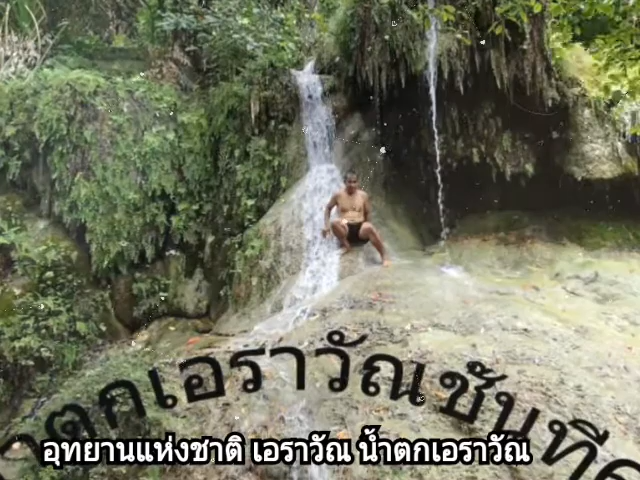 น้ำตกเอราวัณชั้นที่
อุทยานแห่งชาติ เอราวัณ น้ำตกเอราวัณ